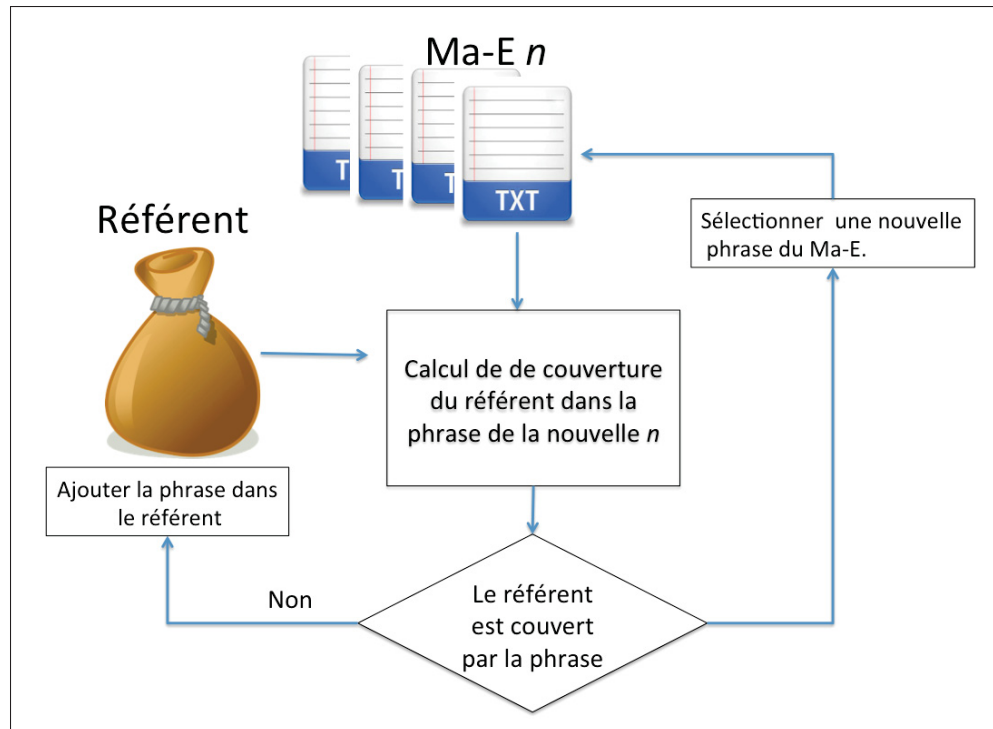 Ma-E n
T
T
T
TXT
Référent
Sélectionner une nouvelle
phrase du Ma-E.
Calcul de de couverture
du référent dans la
phrase de la nouvelle n
Ajouter la phrase dans
le référent
Non
Le référent
est couvert
par la phrase